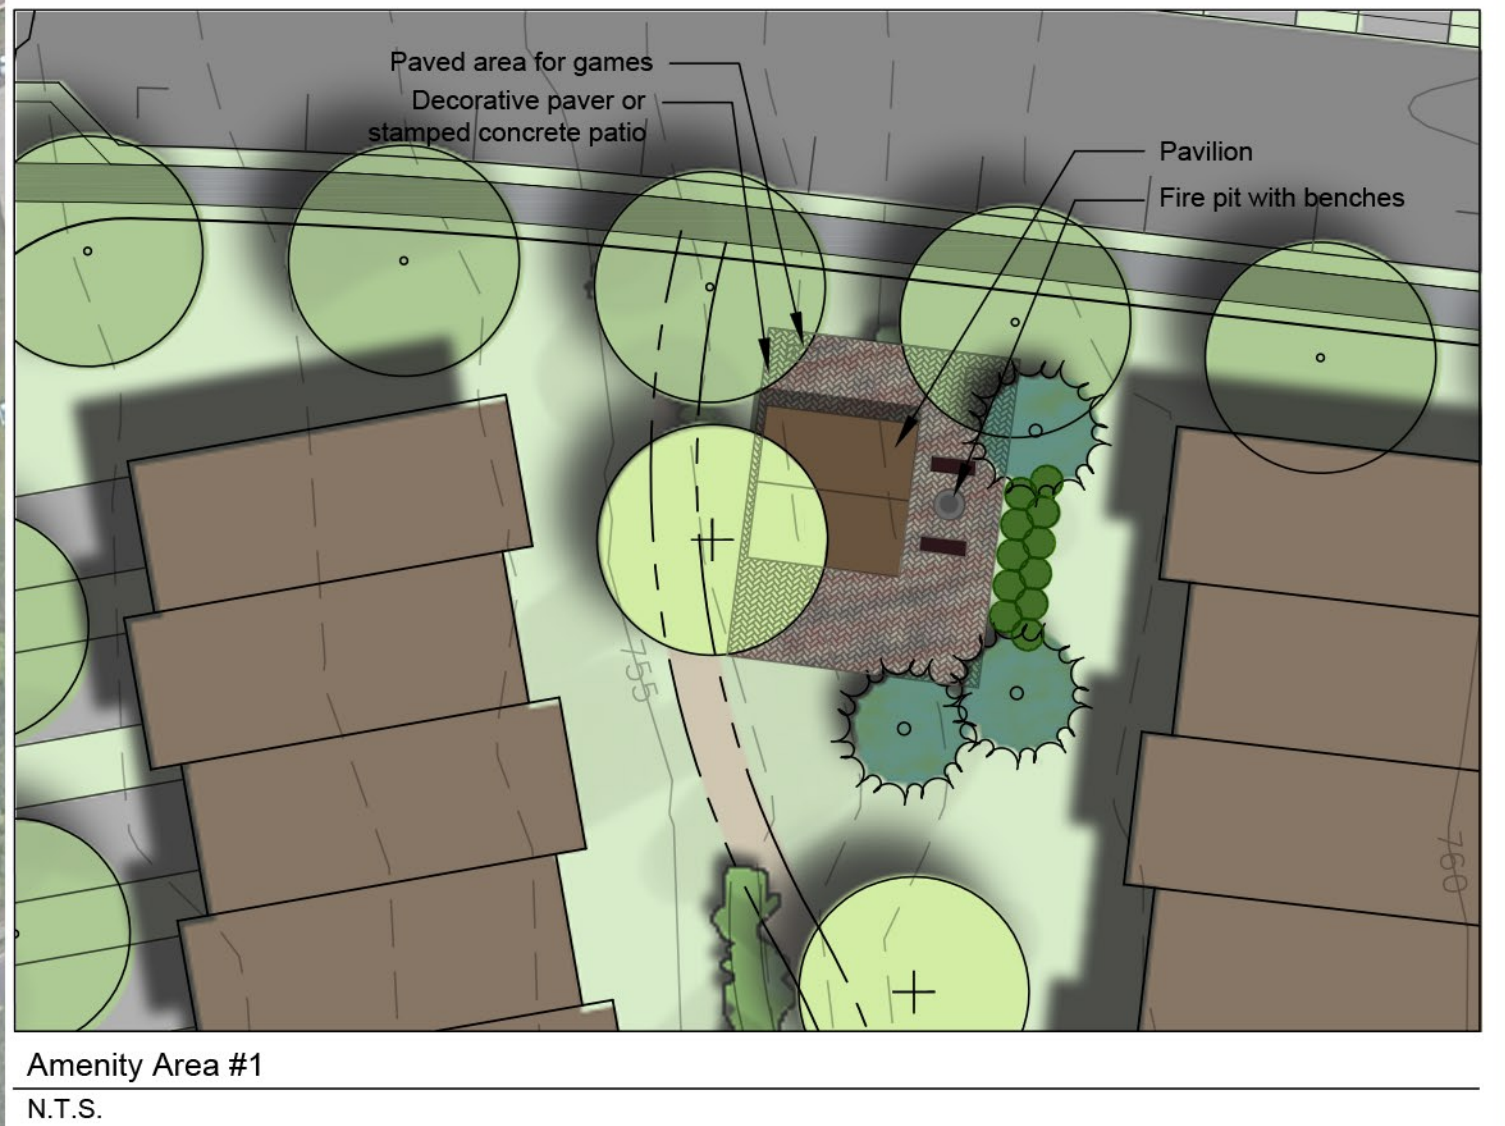 Paved area for games
Decorative paver or
stamped concrete patio
Pavilion
Fire pit with benches
755
760
Amenity Area #1
N.T.S.